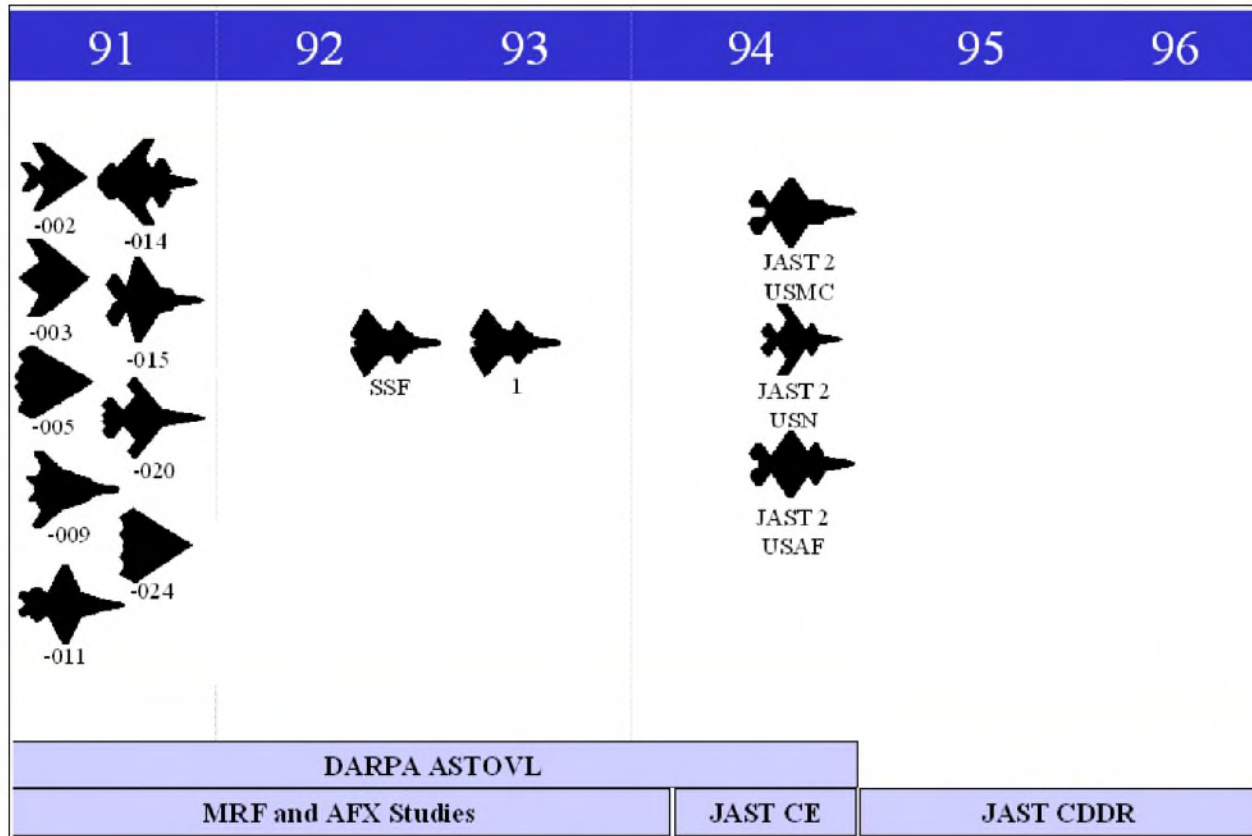 91
92
93
94
95
96
-002
-014
-003
-015
-005
-020
-009
-024
-011
SSF
1
JAST 2
USMC
JAST 2
USN
JAST 2
USAF
DARPA ASTOVL
MRF and AFX Studies
JAST CE
JAST CDDR